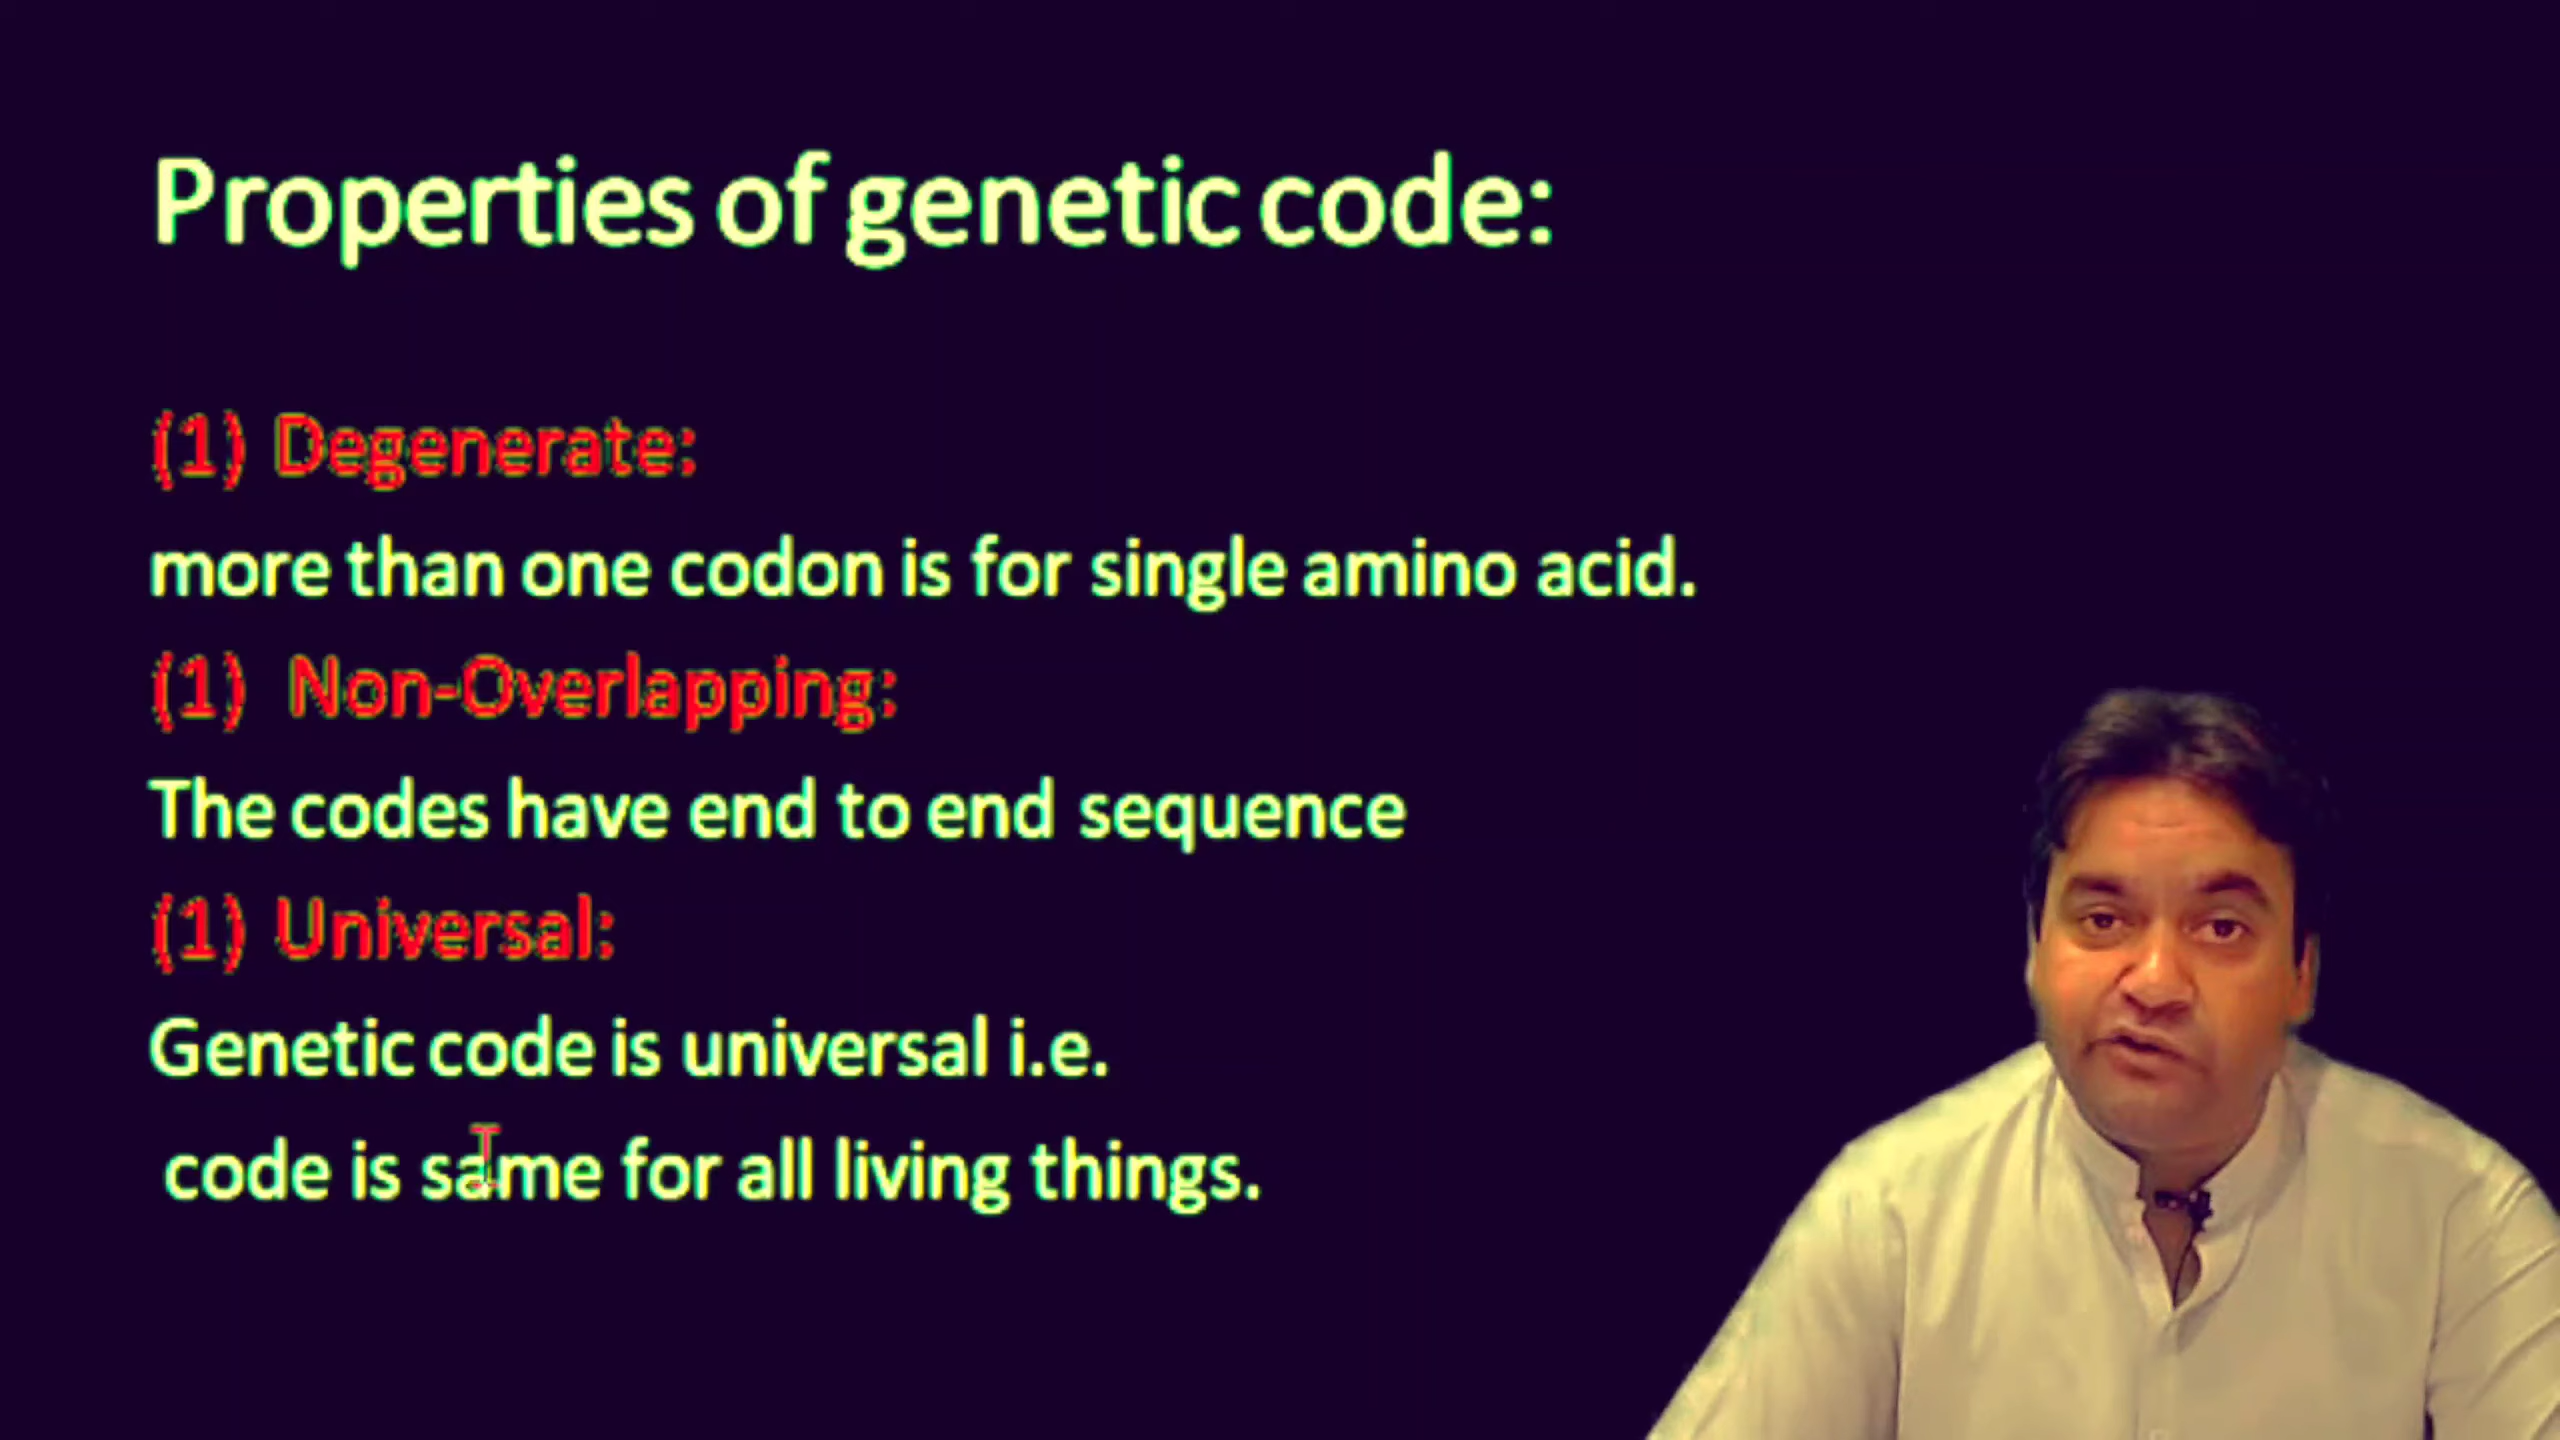 Properties of genetic code:
(1) Degenerate:
more than one codon is for single amino acid.
(1) Non-Overlapping:
The codes have end to end sequence
(1) Universal:
Genetic code is universal i.e.
code is same for all living things.